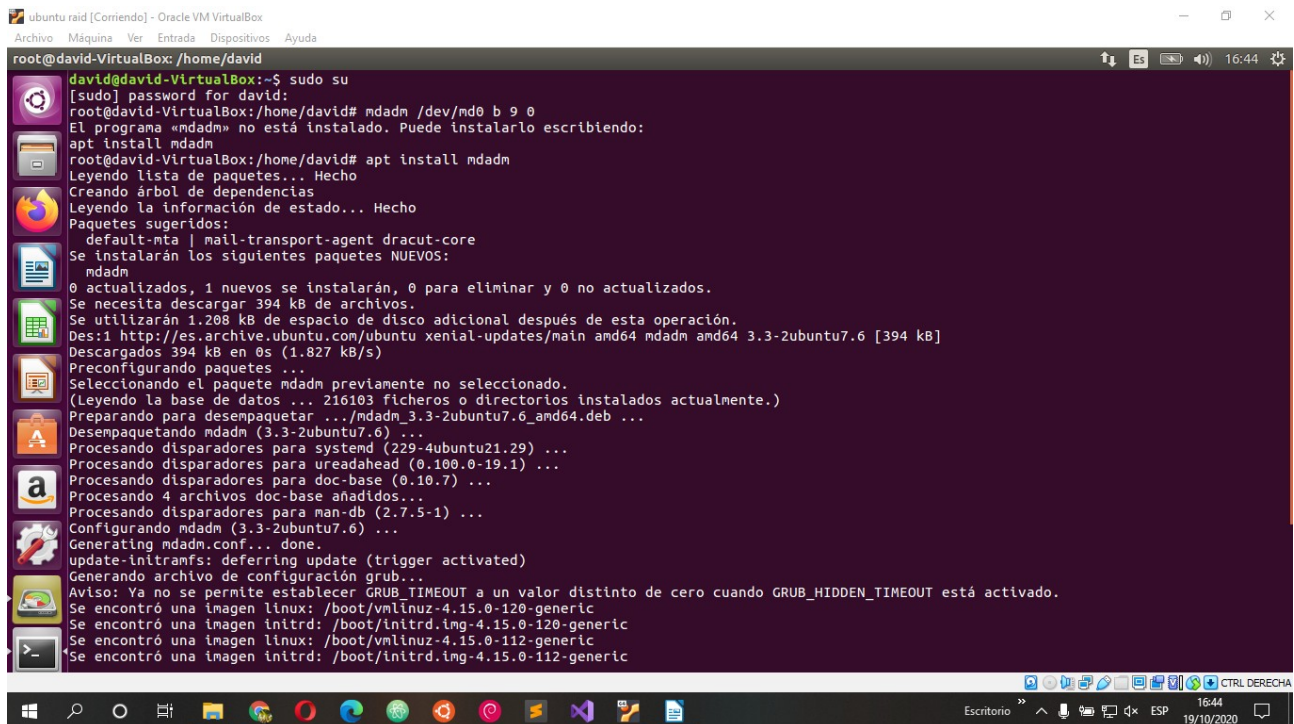 ubuntu raid [Corriendo] - Oracle VM VirtualBox
Archivo Máquina Ver Entrada Dispositivos Ayuda
root@david-VirtualBox: /home/david
Es
16:44
david@david-VirtualBox:~$ sudo su
[sudo] password for david:
root@david-VirtualBox:/home/david# mdadm /dev/md0 b 9 0
El programa «mdadm» no está instalado. Puede instalarlo escribiendo:
apt install mdadm
root@david-VirtualBox:/home/david# apt install mdadm
Leyendo lista de paquetes... Hecho
Creando árbol de dependencias
Leyendo la información de estado... Hecho
Paquetes sugeridos:
default-mta | mail-transport-agent dracut-core
Se instalarán los siguientes paquetes NUEVOS:
mdadm
0 actualizados, 1 nuevos se instalarán, 0 para eliminar y 0 no actualizados.
Se necesita descargar 394 kB de archivos.
Se utilizarán 1.208 kB de espacio de disco adicional después de esta operación.
Des:1 http://es.archive.ubuntu.com/ubuntu xenial-updates/main amd64 mdadm amd64 3.3-2ubuntu7.6 [394 kB]
Descargados 394 kB en 0s (1.827 kB/s)
Preconfigurando paquetes ...
Seleccionando el paquete mdadm previamente no seleccionado.
(Leyendo la base de datos ... 216103 ficheros o directorios instalados actualmente.)
Preparando para desempaquetar .../mdadm_3.3-2ubuntu7.6_amd64.deb ...
Desempaquetando mdadm (3.3-2ubuntu7.6) ...
Procesando disparadores para systemd (229-4ubuntu21.29) ...
Procesando disparadores para ureadahead (0.100.0-19.1) ...
Procesando disparadores para doc-base (0.10.7) ...
Procesando 4 archivos doc-base añadidos...
Procesando disparadores para man-db (2.7.5-1) ...
Configurando mdadm (3.3-2ubuntu7.6) ...
Generating mdadm.conf... done.
update-initramfs: deferring update (trigger activated)
Generando archivo de configuración grub...
Aviso: Ya no se permite establecer GRUB_TIMEOUT a un valor distinto de cero cuando GRUB_HIDDEN_TIMEOUT está activado.
Se encontró una imagen linux: /boot/vmlinuz-4.15.0-120-generic
Se encontró una imagen initrd: /boot/initrd.img-4.15.0-120-generic
Se encontró una imagen linux: /boot/vmlinuz-4.15.0-112-generic
Se encontró una imagen initrd: /boot/initrd.img-4.15.0-112-generic
CTRL DERECHA
Escritorio
ESP
16:44
19/10/2020